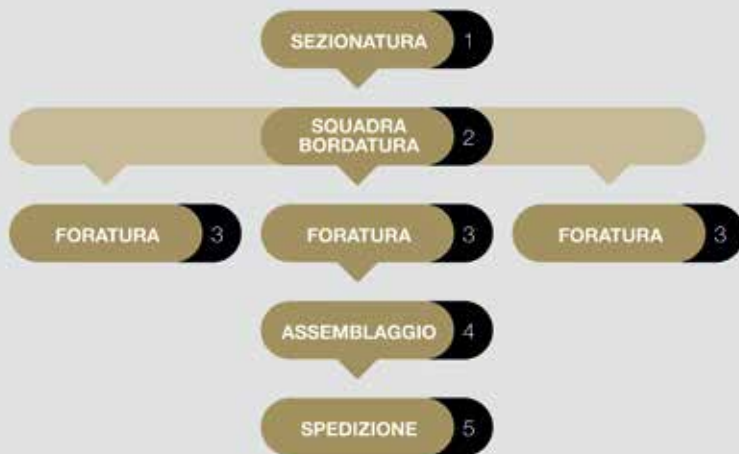 SEZIONATURA 1
SQUADRA
BORDATURA 2
FORATURA 3
FORATURA 3
FORATURA 3
ASSEMBLAGGIO 4
SPEDIZIONE 5